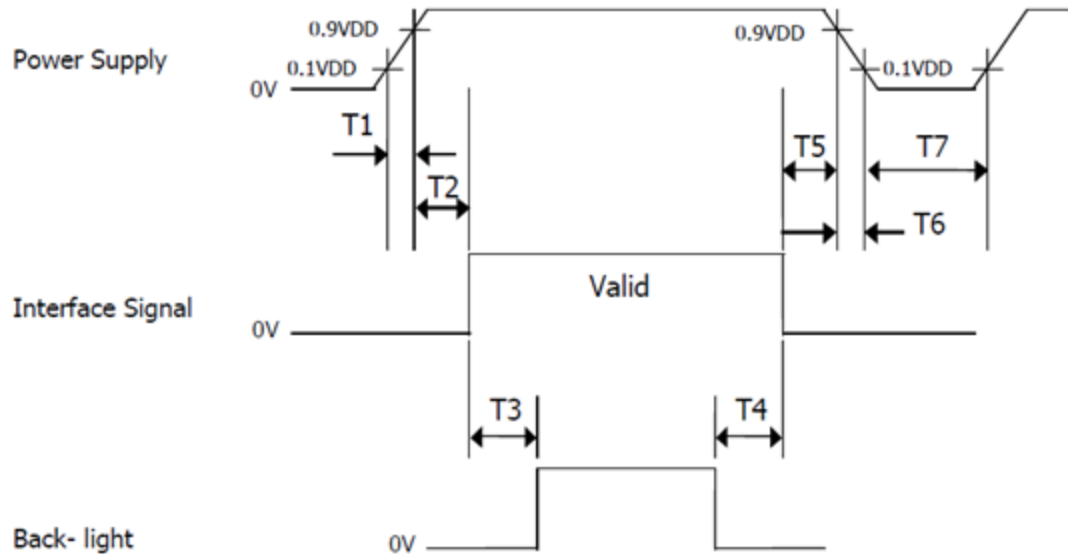 Power Supply
0.9VDD
0.1VDD
0V
0.9VDD
0.1VDD
T1
T2
T5
T7
T6
Interface Signal
0V
Valid
T3
T4
Back- light
0V